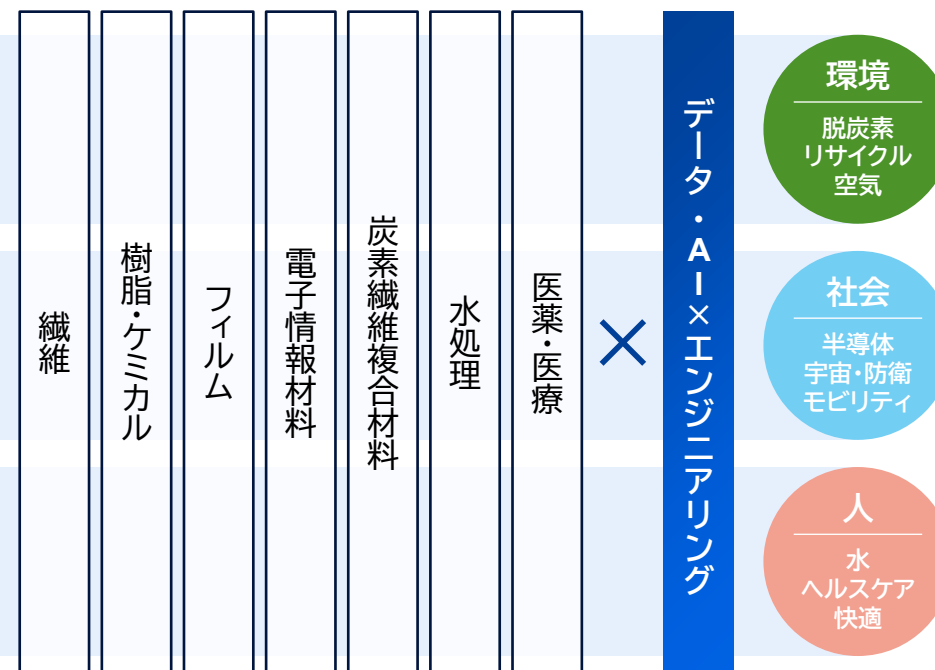 繊維
樹脂・ケミカル
フィルム
電子情報材料
炭素繊維複合材料
水処理
医薬・医療
×
データ・AI×エンジニアリング
環境
脱炭素
リサイクル
空気
社会
半導体
宇宙・防衛
モビリティ
人
水
ヘルスケア
快適